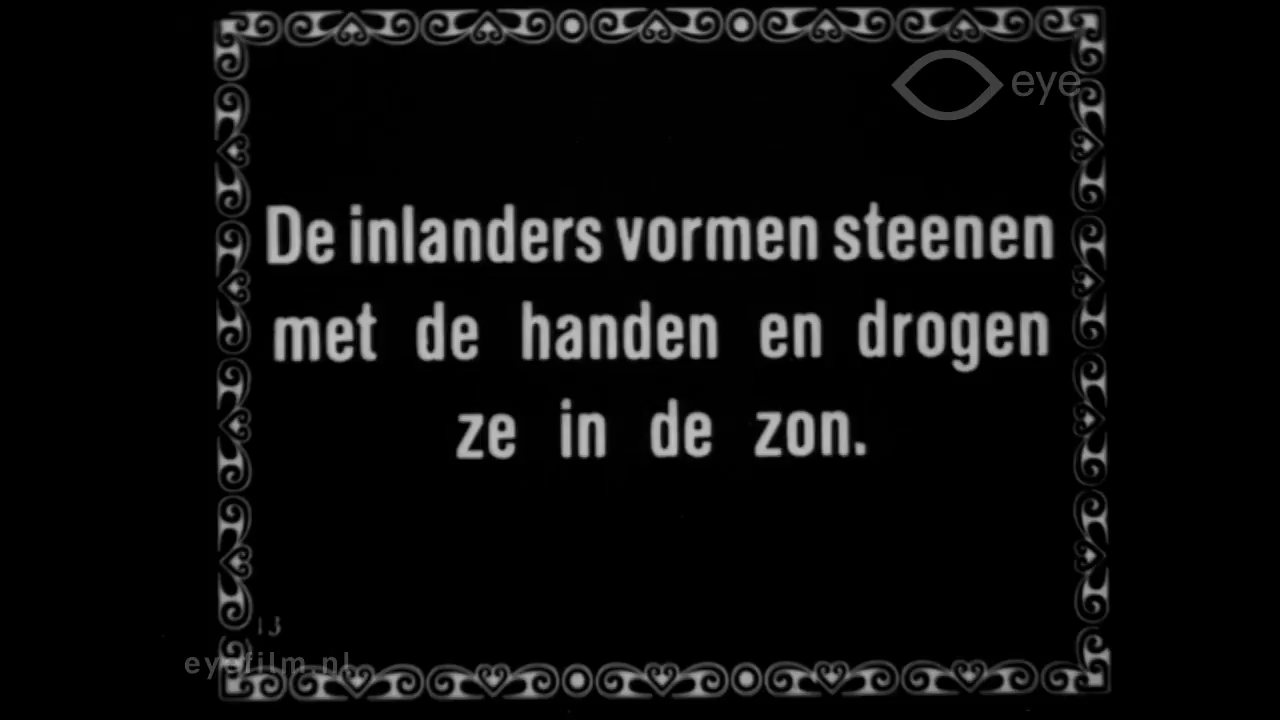 eye
De inlanders vormen steenen
met de handen en drogen
ze in de zon.
13
eyefilm.nl